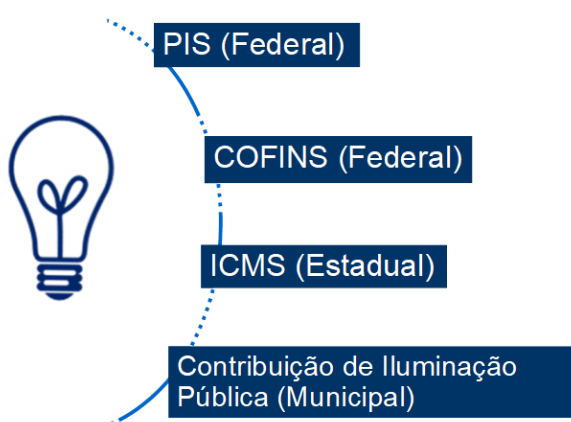 PIS (Federal)
COFINS (Federal)
ICMS (Estadual)
Contribuição de Iluminação
Pública (Municipal)